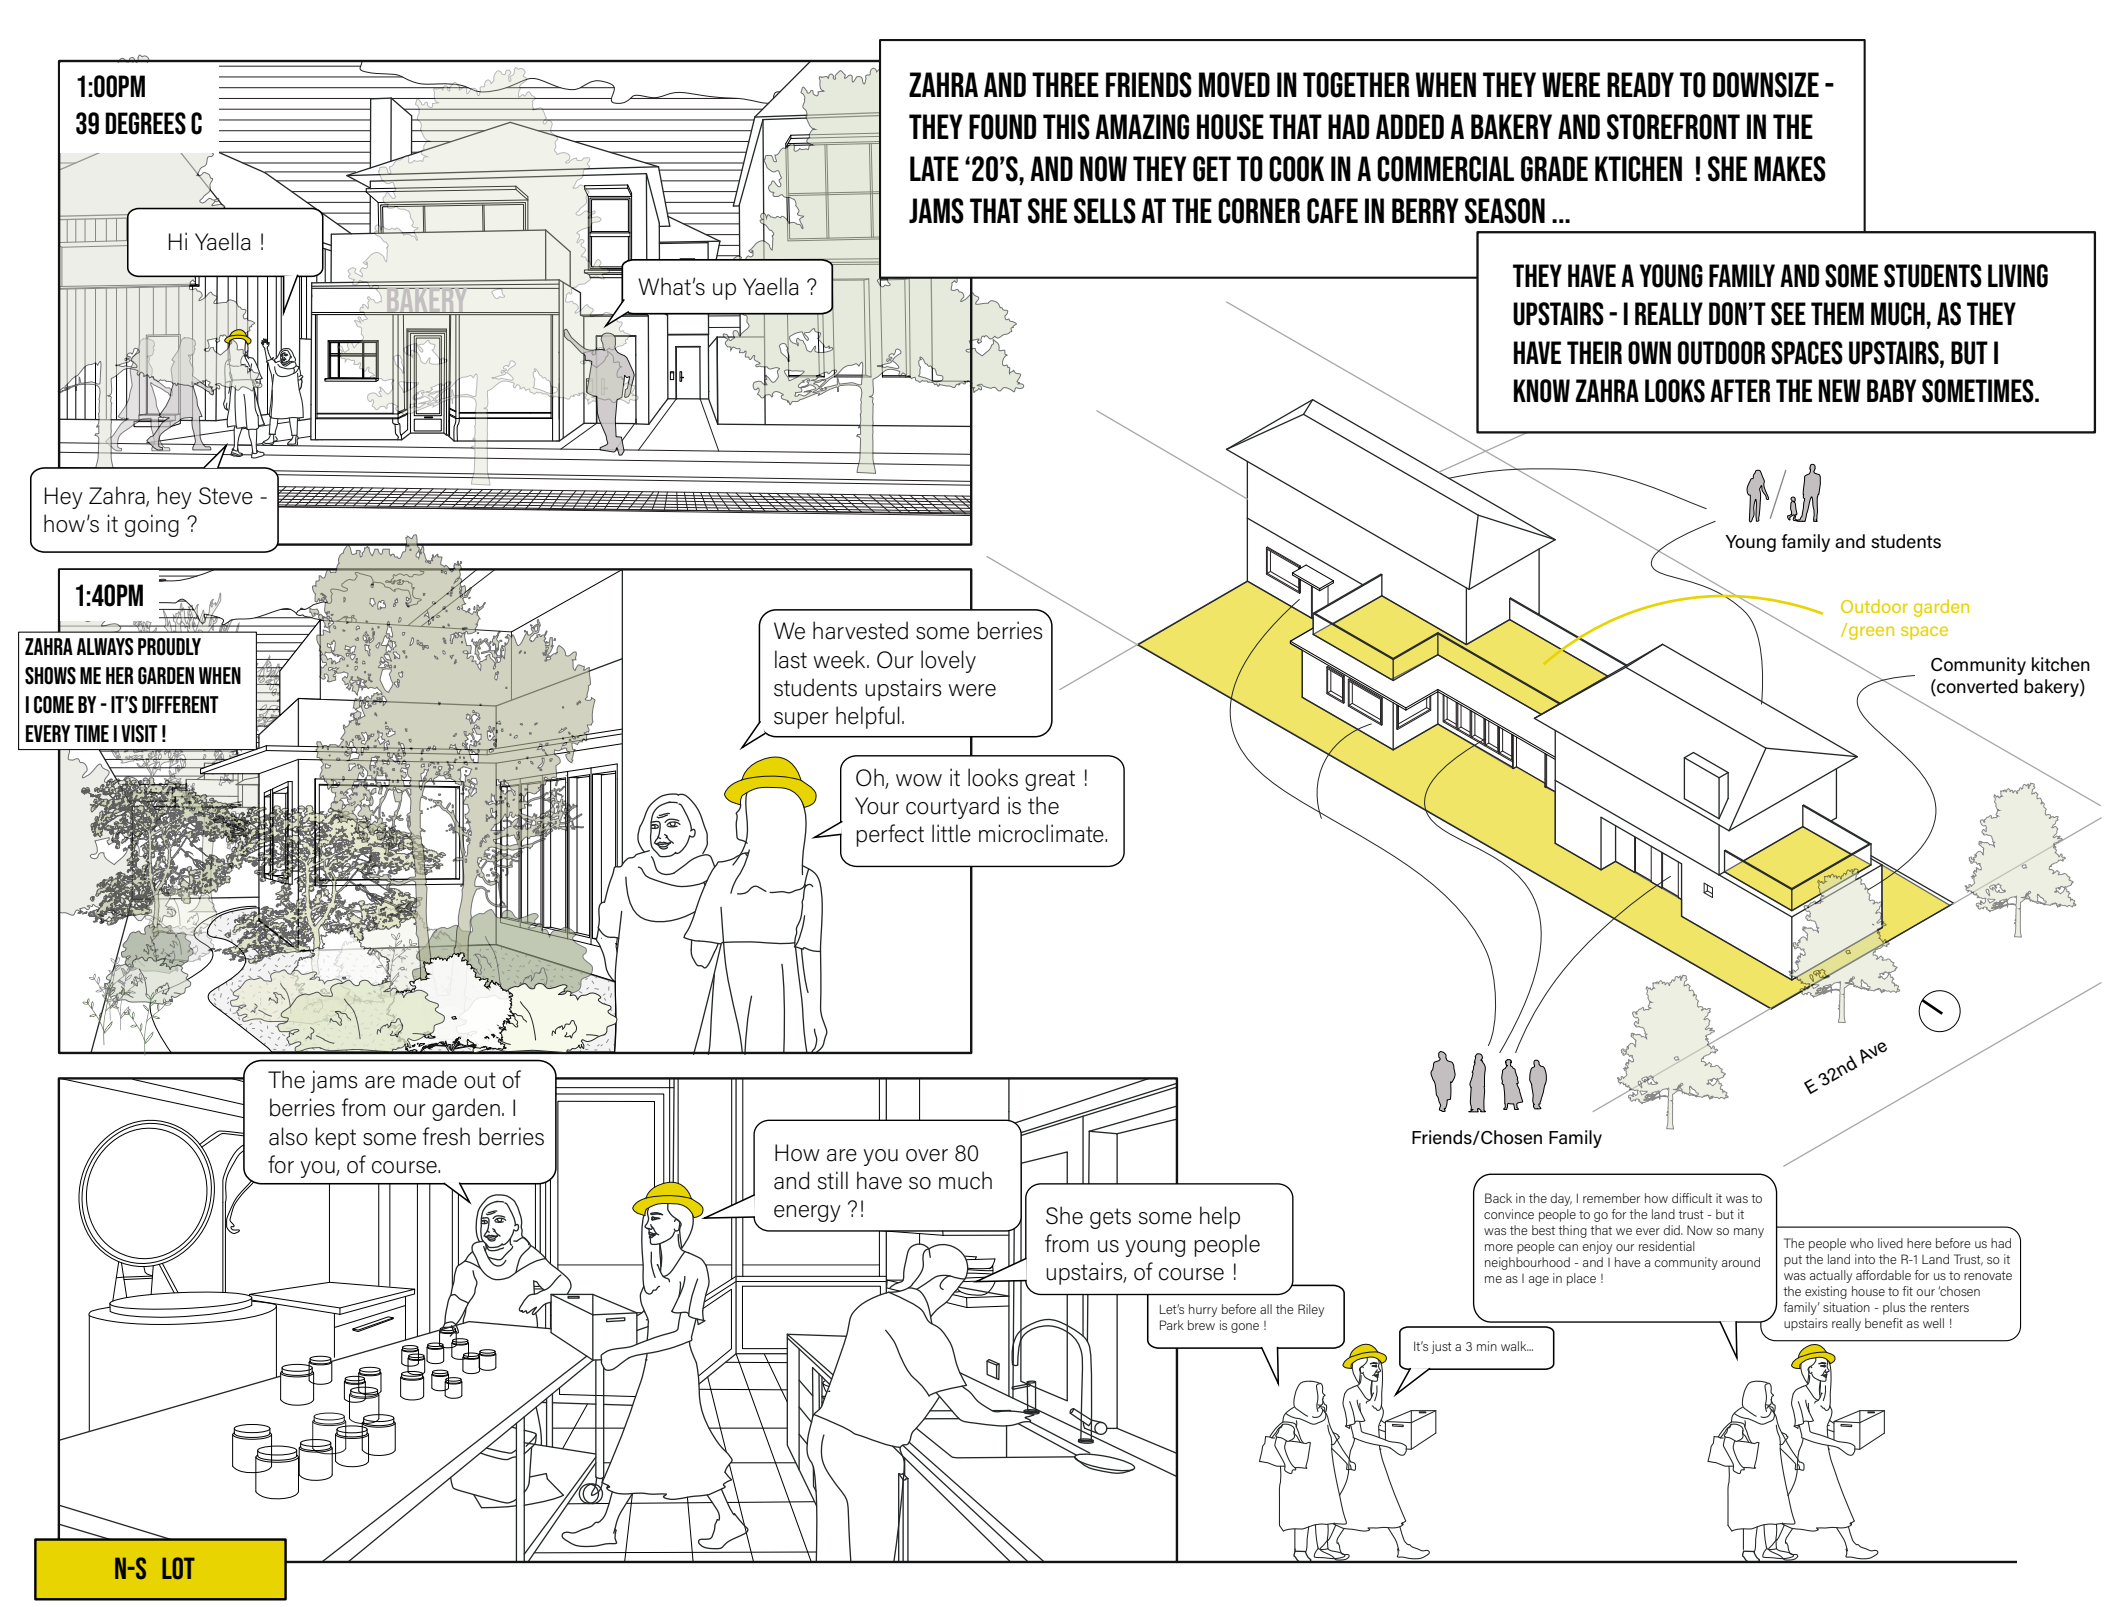 1:00PM
39 DEGREES C
ZAHRA AND THREE FRIENDS MOVED IN TOGETHER WHEN THEY WERE READY TO DOWNSIZE -
THEY FOUND THIS AMAZING HOUSE THAT HAD ADDED A BAKERY AND STOREFRONT IN THE
LATE ‘20’S, AND NOW THEY GET TO COOK IN A COMMERCIAL GRADE KTICHEN ! SHE MAKES
JAMS THAT SHE SELLS AT THE CORNER CAFE IN BERRY SEASON ...
THEY HAVE A YOUNG FAMILY AND SOME STUDENTS LIVING
UPSTAIRS - I REALLY DON’T SEE THEM MUCH, AS THEY
HAVE THEIR OWN OUTDOOR SPACES UPSTAIRS, BUT I
KNOW ZAHRA LOOKS AFTER THE NEW BABY SOMETIMES.
Hi Yaella !
What’s up Yaella ?
BAKERY
Hey Zahra, hey Steve -
how’s it going ?
Young family and students
Outdoor garden
/green space
Community kitchen
(converted bakery)
E 32nd Ave
Friends/Chosen Family
1:40PM
ZAHRA ALWAYS PROUDLY
SHOWS ME HER GARDEN WHEN
I COME BY - IT’S DIFFERENT
EVERY TIME I VISIT !
We harvested some berries
last week. Our lovely
students upstairs were
super helpful.
Oh, wow it looks great !
Your courtyard is the
perfect little microclimate.
The jams are made out of
berries from our garden. I
also kept some fresh berries
for you, of course.
How are you over 80
and still have so much
energy ?!
She gets some help
from us young people
upstairs, of course !
Let’s hurry before all the Riley
Park brew is gone !
It’s just a 3 min walk...
Back in the day, I remember how difficult it was to
convince people to go for the land trust - but it
was the best thing that we ever did. Now so many
more people can enjoy our residential
neighbourhood - and I have a community around
me as I age in place !
The people who lived here before us had
put the land into the R-1 Land Trust, so it
was actually affordable for us to renovate
the existing house to fit our ‘chosen
family’ situation - plus the renters
upstairs really benefit as well !
N-S LOT